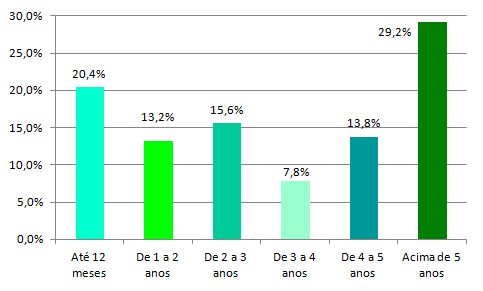 30,0%
25,0%
20,0%
15,0%
10,0%
5,0%
0,0%
20,4%
13,2%
15,6%
7,8%
13,8%
29,2%
Até 12
meses
De 1 a 2
anos
De 2 a 3
anos
De 3 a 4
anos
De 4 a 5
anos
Acima de 5
anos